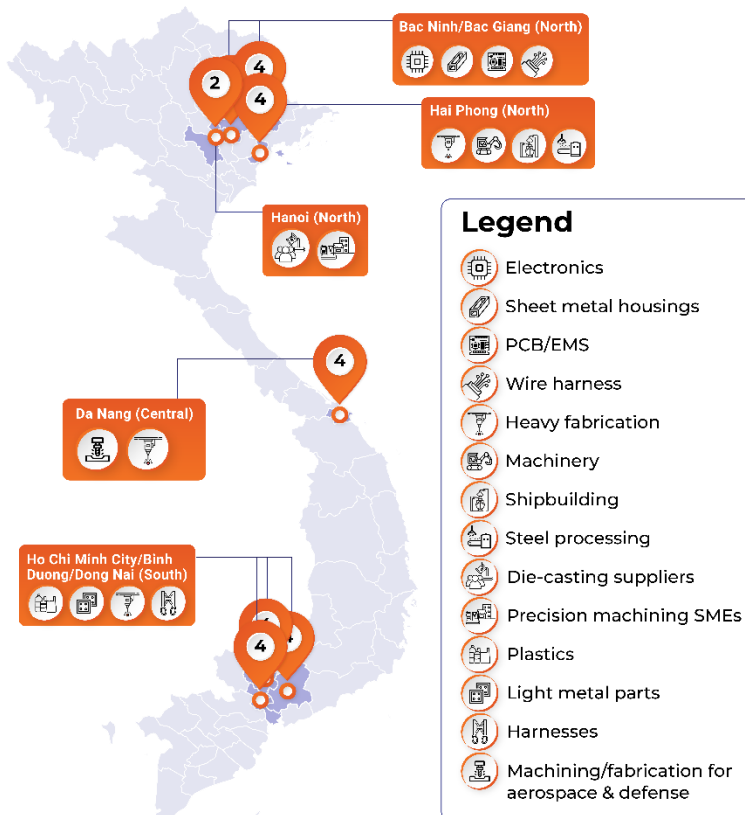 Bac Ninh/Bac Giang (North)
4
2
4
Hai Phong (North)
Hanoi (North)
4
Da Nang (Central)
Ho Chi Minh City/Binh
Duong/Dong Nai (South)
4
4
Legend
Electronics
Sheet metal housings
PCB/EMS
Wire harness
Heavy fabrication
Machinery
Shipbuilding
Steel processing
Die-casting suppliers
Precision machining SMEs
Plastics
Light metal parts
Harnesses
Machining/fabrication for
aerospace & defense